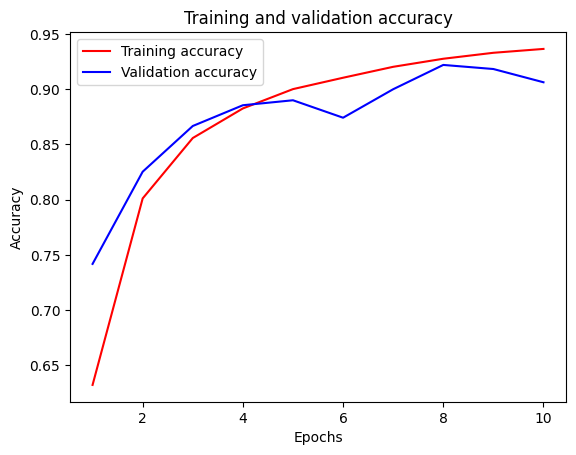 Training and validation accuracy
Training accuracy
Validation accuracy
0.95
0.90
0.85
0.80
0.75
0.70
0.65
Accuracy
2 4 6 8 10
Epochs